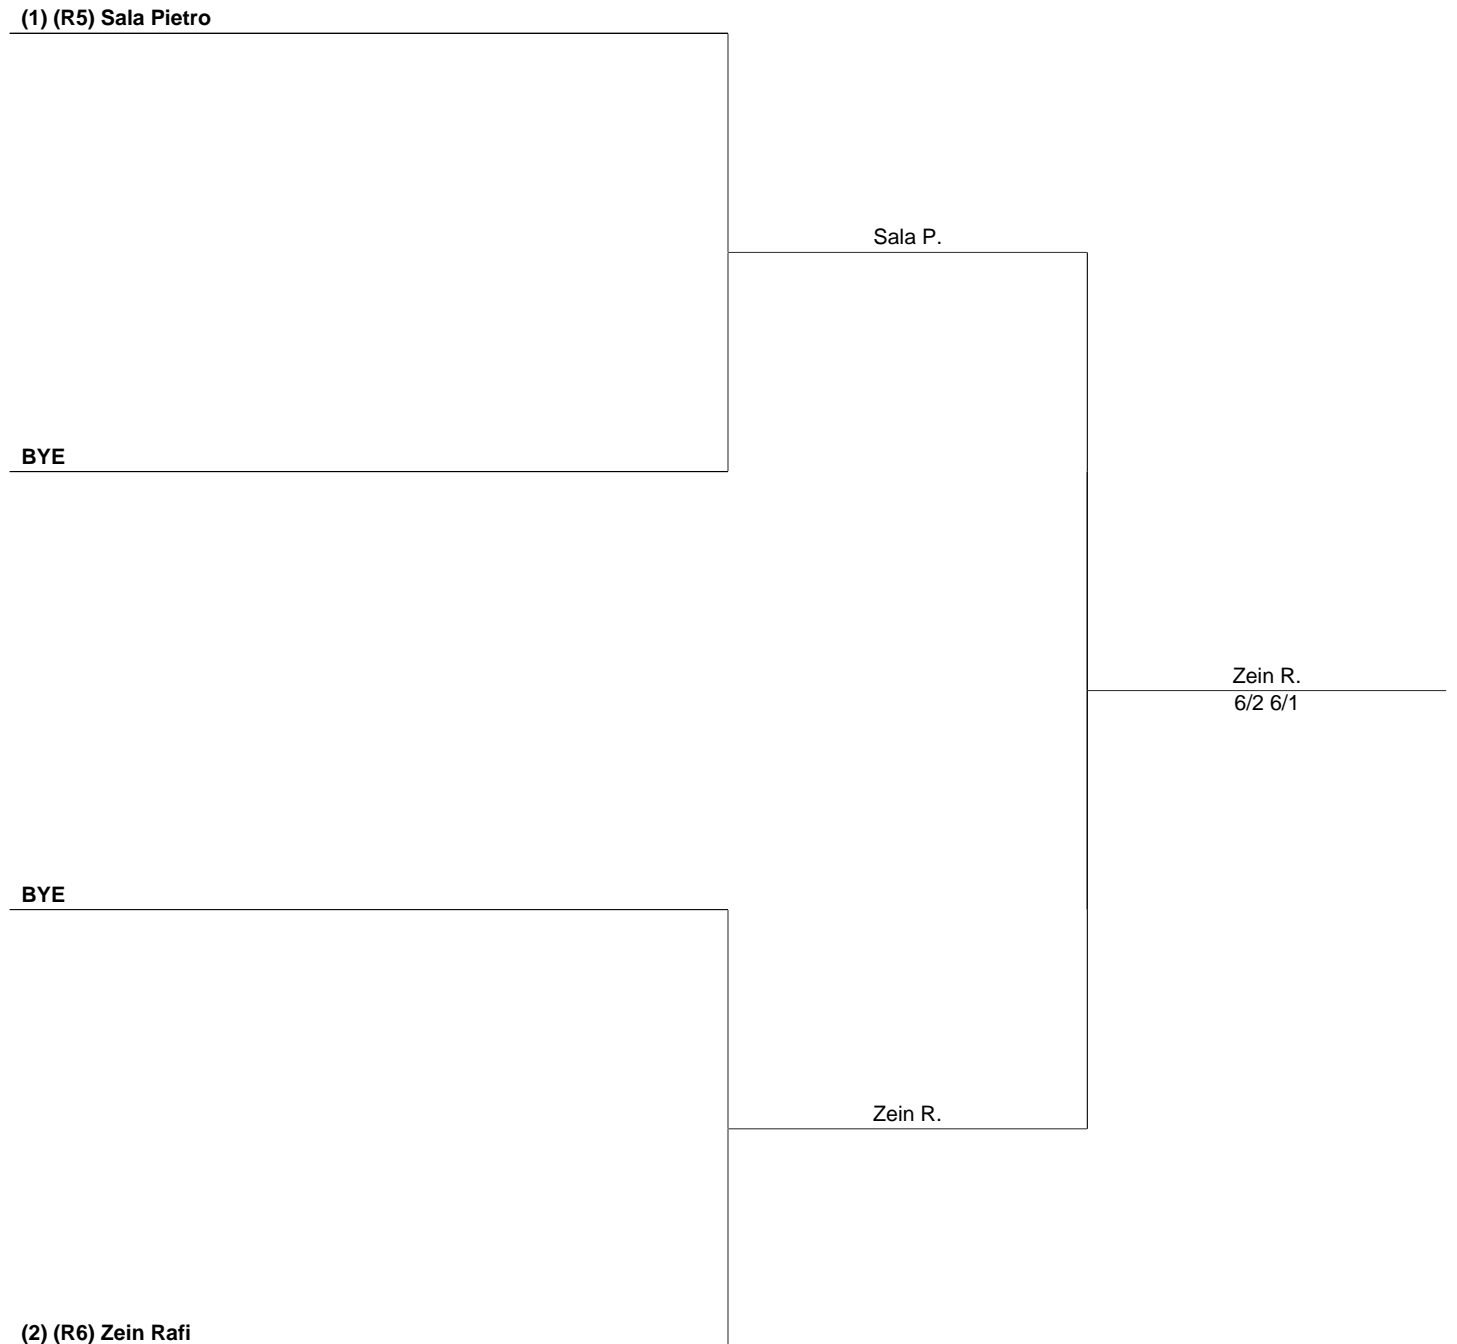 (1) (R5) Sala Pietro
Sala P.
BYE
Zein R.
6/2 6/1
BYE
Zein R.
(2) (R6) Zein Rafi